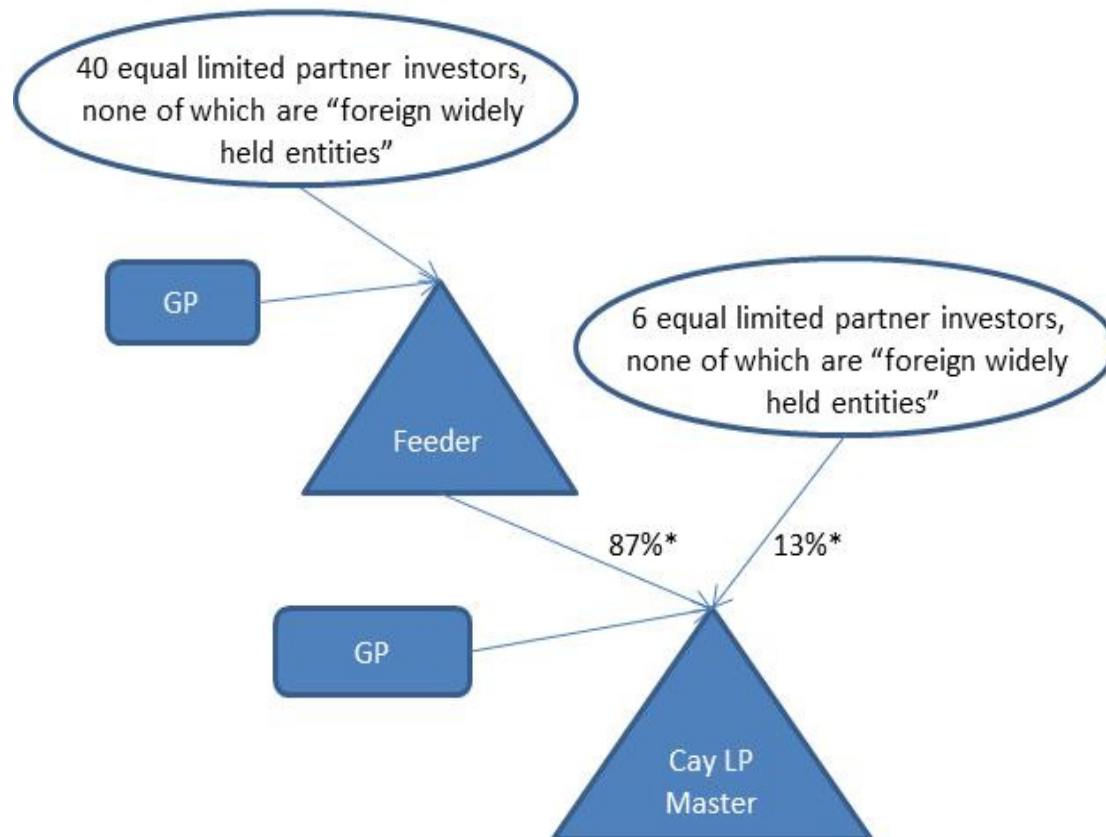 40 equal limited partner investors,
none of which are “foreign widely
held entities”
GP
6 equal limited partner investors,
none of which are “foreign widely
held entities”
Feeder
87%*
13%*
GP
Cay LP
Master